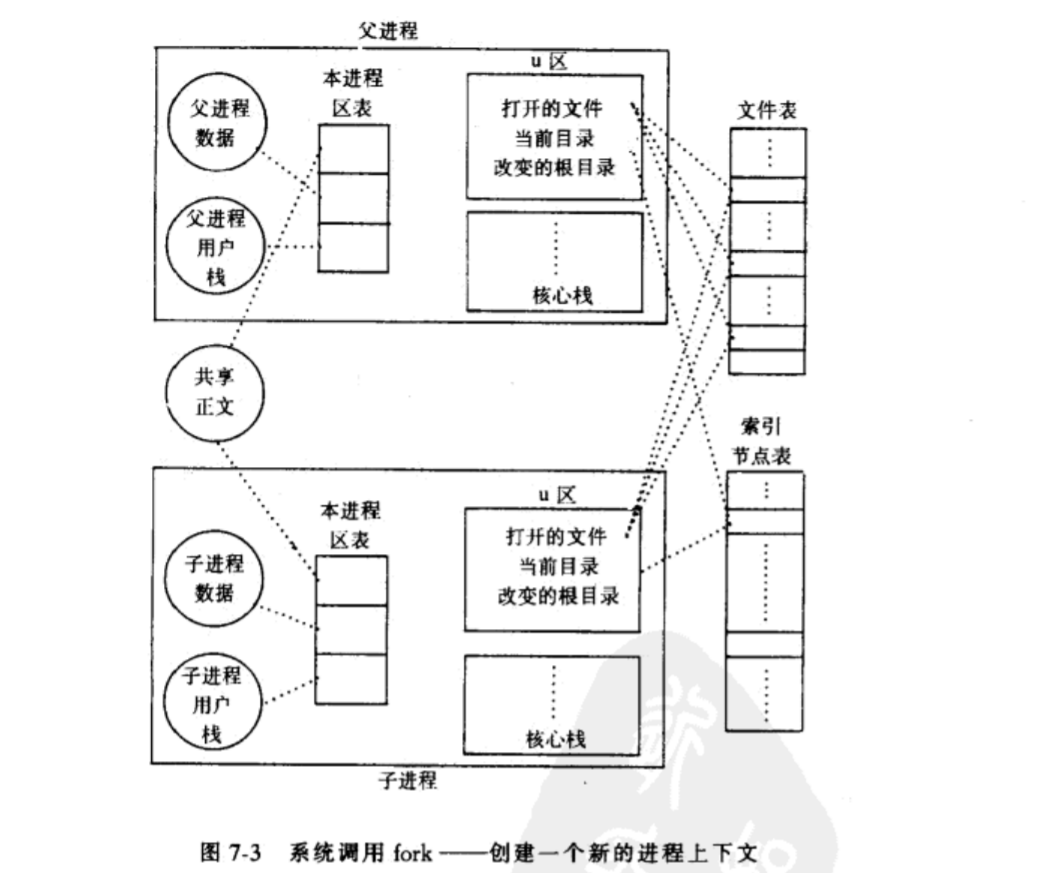 父进程
父进程
数据
本进程
区表
u 区
打开的文件
当前目录
改变的根目录
文件表
父进程
用户
栈
核心栈
共享
正文
索引
节点表
子进程
数据
本进程
区表
u 区
打开的文件
当前目录
改变的根目录
子进程
用户
栈
核心栈
子进程
图 7-3 系统调用 fork ——创建一个新的进程上下文